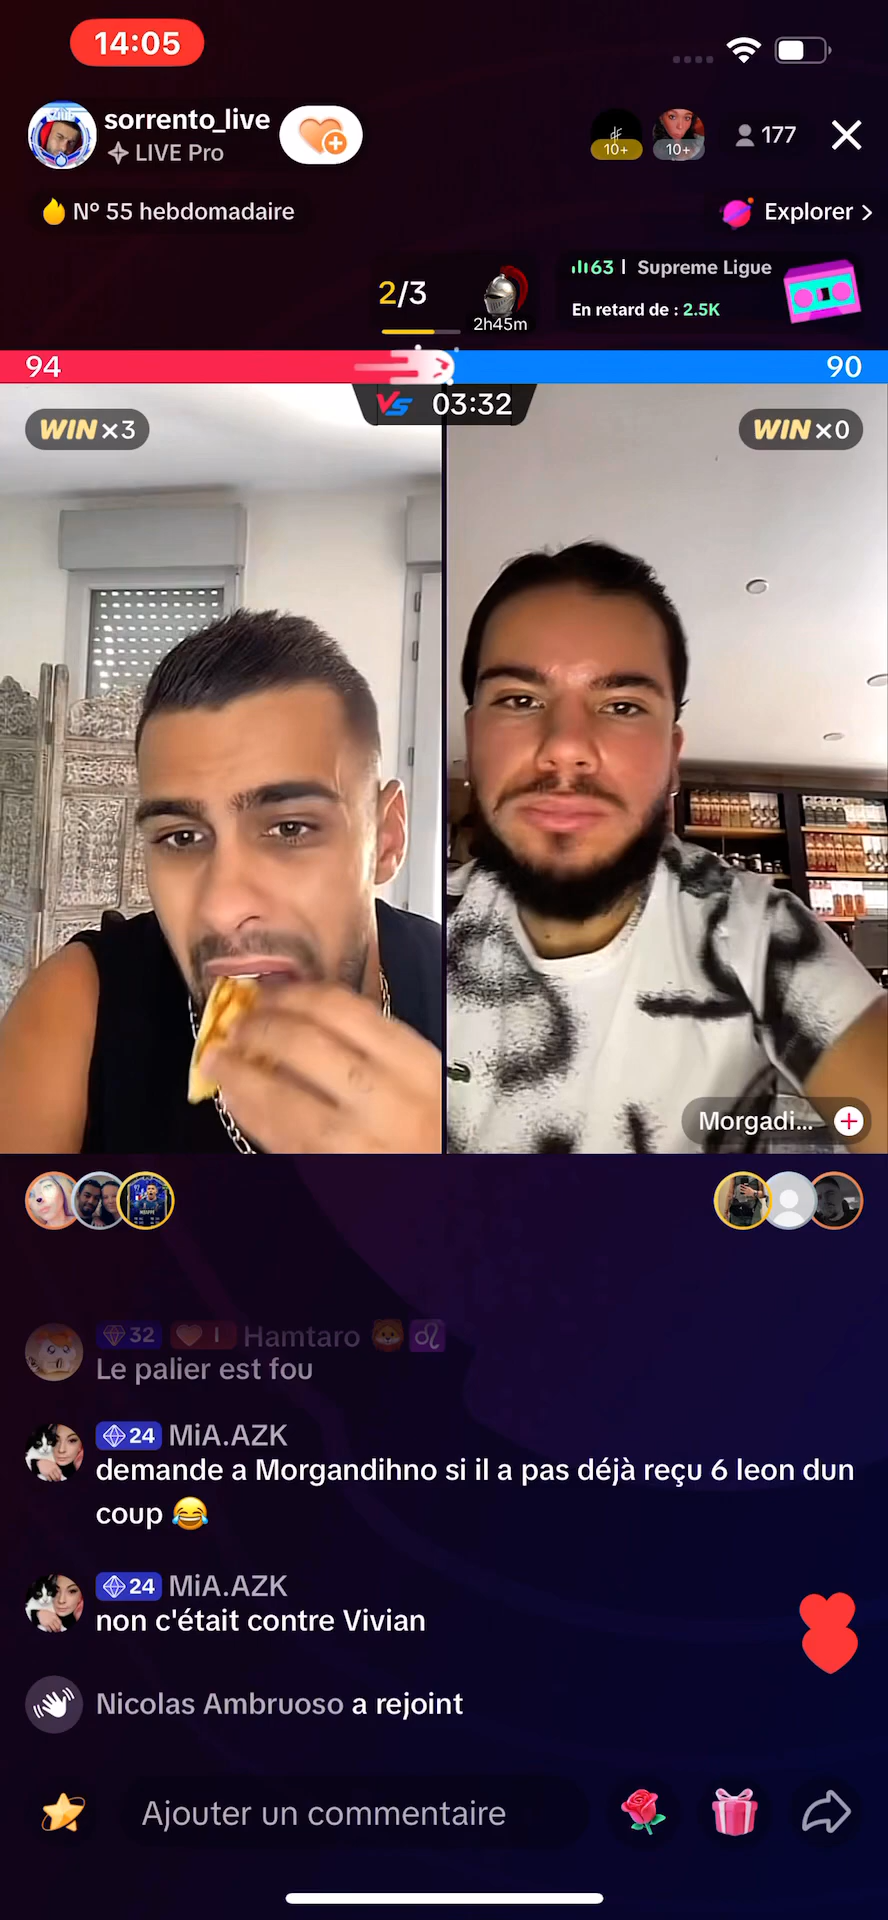 14:05
sorrento_live
LIVE Pro
10+
10+
177
N° 55 hebdomadaire
Explorer
2/3
2h45m
63 | Supreme Ligue
En retard de : 2.5K
94
90
VS 03:32
WIN x3
WIN x0
Morgadi...
32 I Hamtaro
Le palier est fou
24 MiA.AZK
demande a Morgandihno si il a pas déjà reçu 6 leon dun
coup
24 MiA.AZK
non c'était contre Vivian
Nicolas Ambruoso a rejoint
Ajouter un commentaire